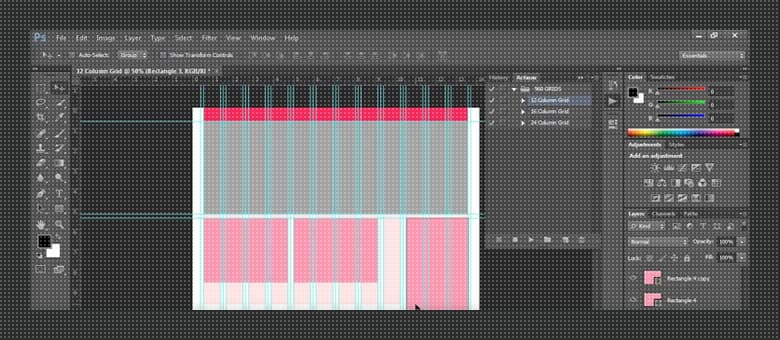 Ps File Edit Image Layer Type Select Filter View Window Help
Auto-Select: Group Show Transform Controls Essentials
12 Column Grid @ 50% (Rectangle 3, RGB/8) *
History Actions
960 GRIDS
12 Column Grid
16 Column Grid
24 Column Grid
Color Swatches
R 0
G 0
B 0
Adjustments Styles
Add an adjustment
Layers Channels Paths
Kind
Normal Opacity: 100%
Lock: Fill: 100%
Rectangle 4 copy
Rectangle 4